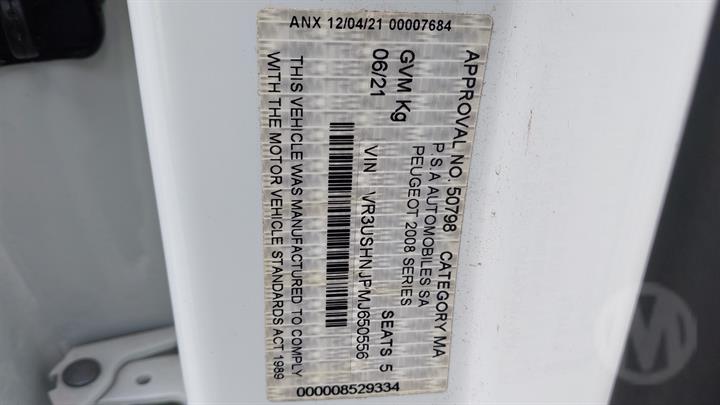 APPROVAL NO. 50798 CATEGORY MA
P S A AUTOMOBILES SA
PEUGEOT 2008 SERIES
GVM Kg
06/21 SEATS 5
VIN VR3USHNJPMJ650556
THIS VEHICLE WAS MANUFACTURED TO COMPLY
WITH THE MOTOR VEHICLE STANDARDS ACT 1989
ANX 12/04/21 00007684
000008529334
M